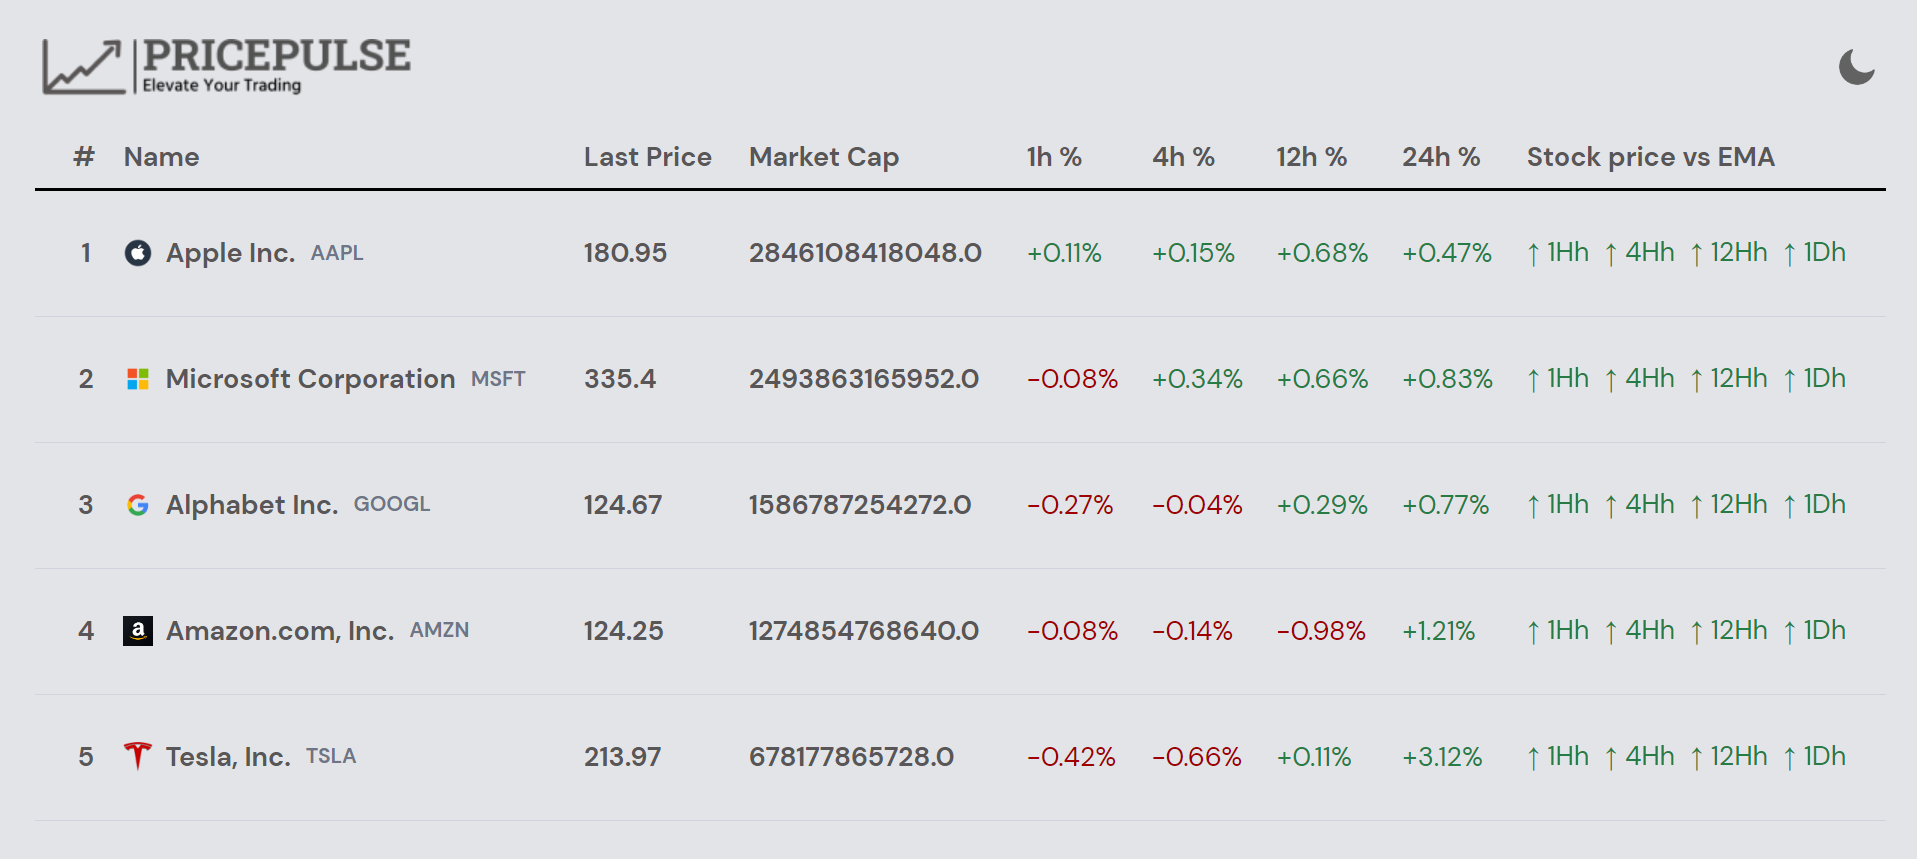 PRICEPULSE
Elevate Your Trading
# Name Last Price Market Cap 1h % 4h % 12h % 24h % Stock price vs EMA
1 Apple Inc. AAPL 180.95 2846108418048.0 +0.11% +0.15% +0.68% +0.47% ↑ 1Hh ↑ 4Hh ↑ 12Hh ↑ 1Dh
2 Microsoft Corporation MSFT 335.4 2493863165952.0 -0.08% +0.34% +0.66% +0.83% ↑ 1Hh ↑ 4Hh ↑ 12Hh ↑ 1Dh
3 Alphabet Inc. GOOGL 124.67 1586787254272.0 -0.27% -0.04% +0.29% +0.77% ↑ 1Hh ↑ 4Hh ↑ 12Hh ↑ 1Dh
4 a Amazon.com, Inc. AMZN 124.25 1274854768640.0 -0.08% -0.14% -0.98% +1.21% ↑ 1Hh ↑ 4Hh ↑ 12Hh ↑ 1Dh
5 Tesla, Inc. TSLA 213.97 678177865728.0 -0.42% -0.66% +0.11% +3.12% ↑ 1Hh ↑ 4Hh ↑ 12Hh ↑ 1Dh